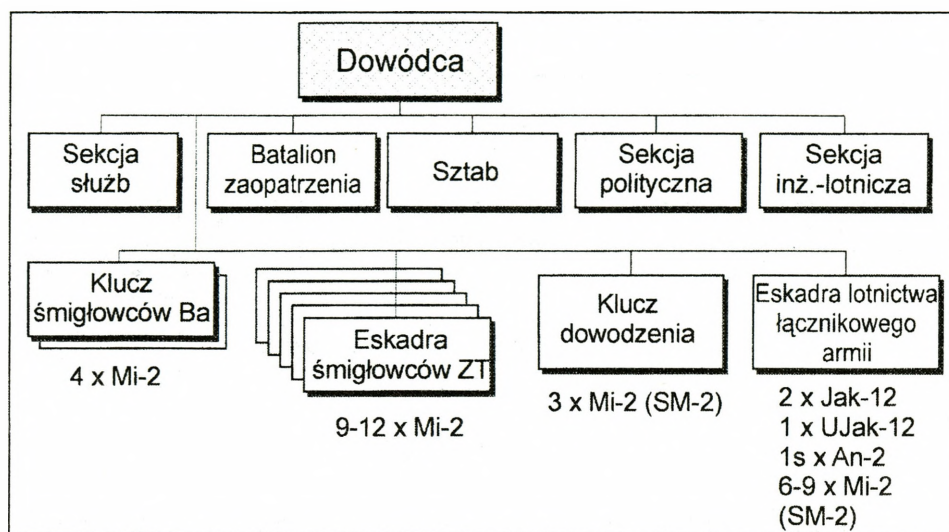 Dowódca
Sekcja
służb
Batalion
zaopatrzenia
Sztab
Sekcja
polityczna
Sekcja
inż.-lotnicza
Klucz
śmigłowców Ba
4 x Mi-2
Eskadra
śmigłowców ZT
9-12 x Mi-2
Klucz
dowodzenia
3 x Mi-2 (SM-2)
Eskadra lotnictwa
łącznikowego
armii
2 x Jak-12
1 x UJak-12
1s x An-2
6-9 x Mi-2
(SM-2)